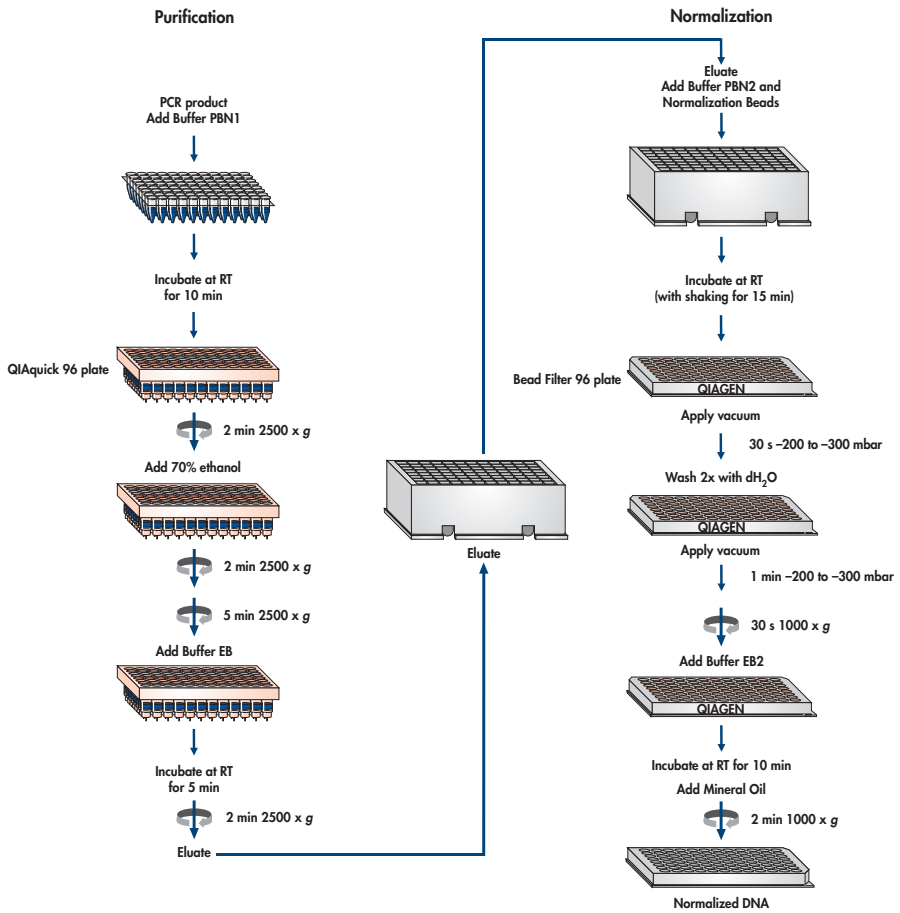 Purification
PCR product
Add Buffer PBN1
Incubate at RT
for 10 min
QIAquick 96 plate
2 min 2500 x g
Add 70% ethanol
2 min 2500 x g
5 min 2500 x g
Add Buffer EB
Incubate at RT
for 5 min
2 min 2500 x g
Eluate
Eluate
Normalization
Eluate
Add Buffer PBN2 and
Normalization Beads
Incubate at RT
(with shaking for 15 min)
Bead Filter 96 plate
QIAGEN
Apply vacuum
30 s –200 to –300 mbar
Wash 2x with dH₂O
QIAGEN
Apply vacuum
1 min –200 to –300 mbar
30 s 1000 x g
Add Buffer EB2
QIAGEN
Incubate at RT for 10 min
Add Mineral Oil
2 min 1000 x g
Normalized DNA